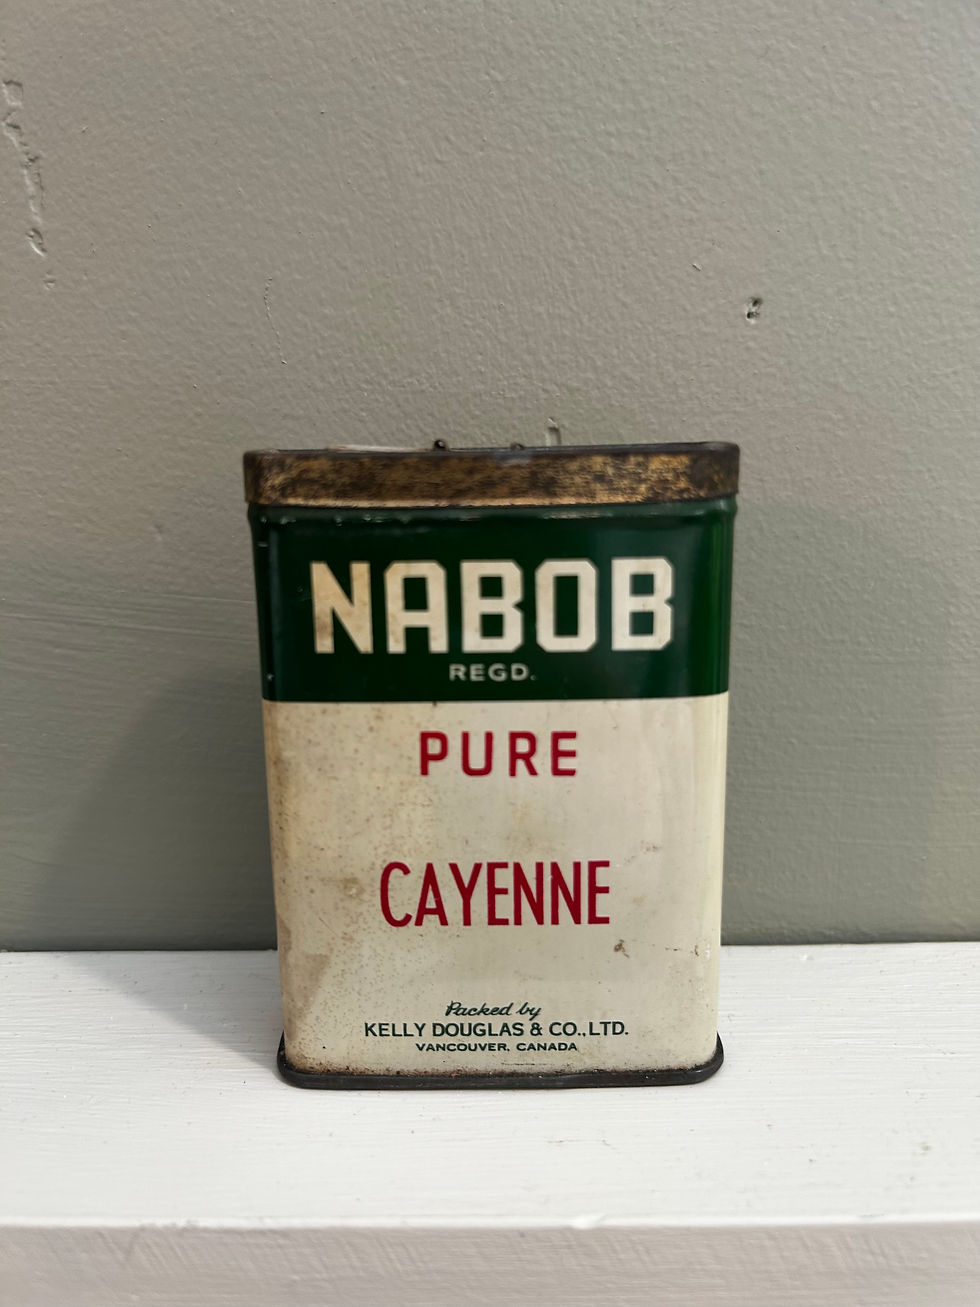 NABOB
REGD.
PURE
CAYENNE
Packed by
KELLY DOUGLAS & CO., LTD.
VANCOUVER, CANADA